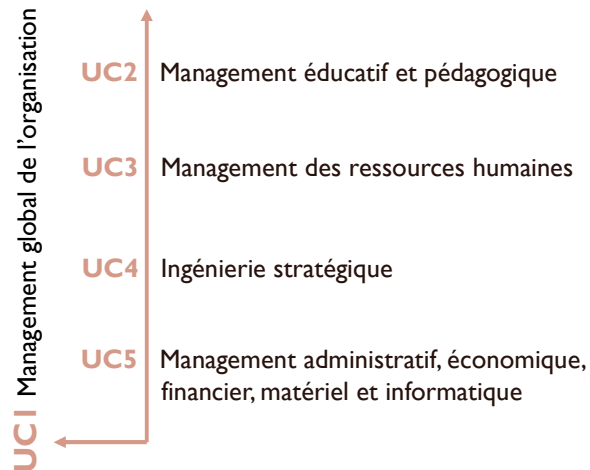 UC1 Management global de l'organisation
UC2 Management éducatif et pédagogique
UC3 Management des ressources humaines
UC4 Ingénierie stratégique
UC5 Management administratif, économique,
financier, matériel et informatique